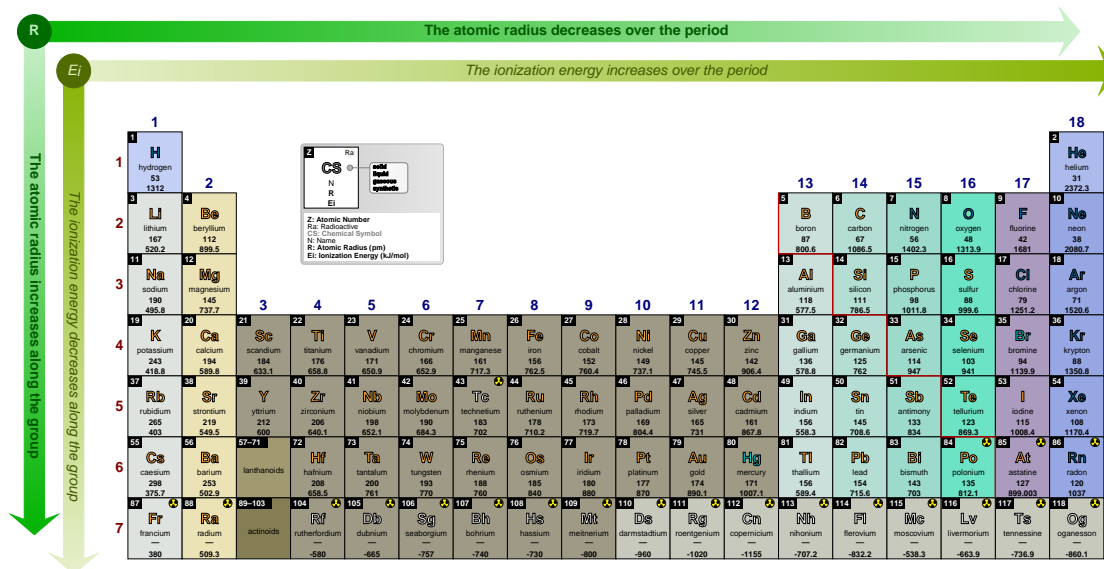 R
The atomic radius decreases over the period
Ei
The ionization energy increases over the period
The atomic radius increases along the group
The ionization energy decreases along the group
1
18
1
H
hydrogen
53
1312
2
He
helium
31
2372.3
Z
Ra
CS
N
R
Ei
solid
liquid
gaseous
synthetic
Z: Atomic Number
Ra: Radioactive
CS: Chemical Symbol
N: Name
R: Atomic Radius (pm)
Ei: Ionization Energy (kJ/mol)
1
2
13 14 15 16 17
2
3 4 5 6 7 8 9 10
Li Be B C N O F Ne
lithium beryllium boron carbon nitrogen oxygen fluorine neon
167 112 87 67 56 48 42 38
520.2 899.5 800.6 1086.5 1402.3 1313.9 1681 2080.7
3
11 12 13 14 15 16 17 18
Na Mg Al Si P S Cl Ar
sodium magnesium aluminium silicon phosphorus sulfur chlorine argon
190 145 118 111 98 88 79 71
495.8 737.7 577.5 786.5 1011.8 999.6 1251.2 1520.6
3 4 5 6 7 8 9 10 11 12
4
19 20 21 22 23 24 25 26 27 28 29 30 31 32 33 34 35 36
K Ca Sc Ti V Cr Mn Fe Co Ni Cu Zn Ga Ge As Se Br Kr
potassium calcium scandium titanium vanadium chromium manganese iron cobalt nickel copper zinc gallium germanium arsenic selenium bromine krypton
243 194 184 176 171 166 161 156 152 149 145 142 136 125 114 103 94 88
418.8 589.8 633.1 658.8 650.9 652.9 717.3 762.5 760.4 737.1 745.5 906.4 578.8 762 947 941 1139.9 1350.8
5
37 38 39 40 41 42 43 44 45 46 47 48 49 50 51 52 53 54
Rb Sr Y Zr Nb Mo Tc Ru Rh Pd Ag Cd In Sn Sb Te I Xe
rubidium strontium yttrium zirconium niobium molybdenum technetium ruthenium rhodium palladium silver cadmium indium tin antimony tellurium iodine xenon
265 219 212 206 198 190 183 178 173 169 165 161 156 145 133 123 115 108
403 549.5 600 640.1 652.1 684.3 702 710.2 719.7 804.4 731 867.8 558.3 708.6 834 869.3 1008.4 1170.4
6
55 56 57–71 72 73 74 75 76 77 78 79 80 81 82 83 84 85 86
Cs Ba Hf Ta W Re Os Ir Pt Au Hg Tl Pb Bi Po At Rn
caesium barium lanthanoids hafnium tantalum tungsten rhenium osmium iridium platinum gold mercury thallium lead bismuth polonium astatine radon
298 253 208 200 193 188 185 180 177 174 171 156 154 143 135 127 120
375.7 502.9 658.5 761 770 760 840 880 870 890.1 1007.1 589.4 715.6 703 812.1 899.003 1037
7
87 88 89–103 104 105 106 107 108 109 110 111 112 113 114 115 116 117 118
Fr Ra Rf Db Sg Bh Hs Mt Ds Rg Cn Nh Fl Mc Lv Ts Og
francium radium actinoids rutherfordium dubnium seaborgium bohrium hassium meitnerium darmstadtium roentgenium copernicium nihonium flerovium moscovium livermorium tennessine oganesson
— — — — — — — — — — — — — — — — —
380 509.3 -580 -665 -757 -740 -730 -800 -960 -1020 -1155 -707.2 -832.2 -538.3 -663.9 -736.9 -860.1